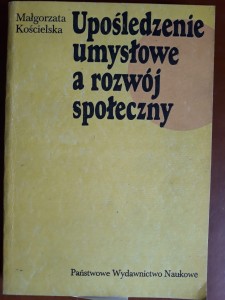 Małgorzata
Kościelska
Upośledzenie
umysłowe
a rozwój
społeczny
Państwowe Wydawnictwo Naukowe